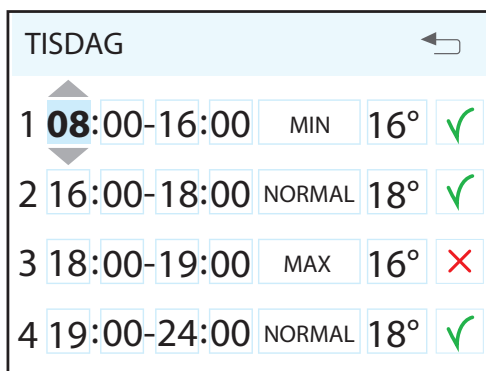 TISDAG
1 08:00-16:00 MIN 16°
2 16:00-18:00 NORMAL 18°
3 18:00-19:00 MAX 16°
4 19:00-24:00 NORMAL 18°